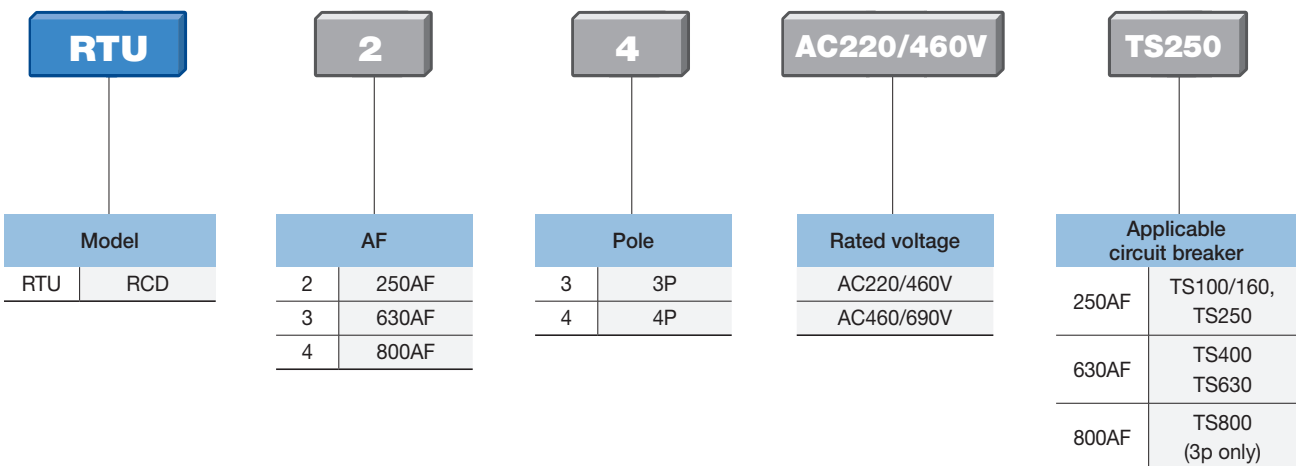 RTU 2 4 AC220/460V TS250
Model
RTU RCD
AF
2 250AF
3 630AF
4 800AF
Pole
3 3P
4 4P
Rated voltage
AC220/460V
AC460/690V
Applicable
circuit breaker
250AF TS100/160,
TS250
630AF TS400
TS630
800AF TS800
(3p only)